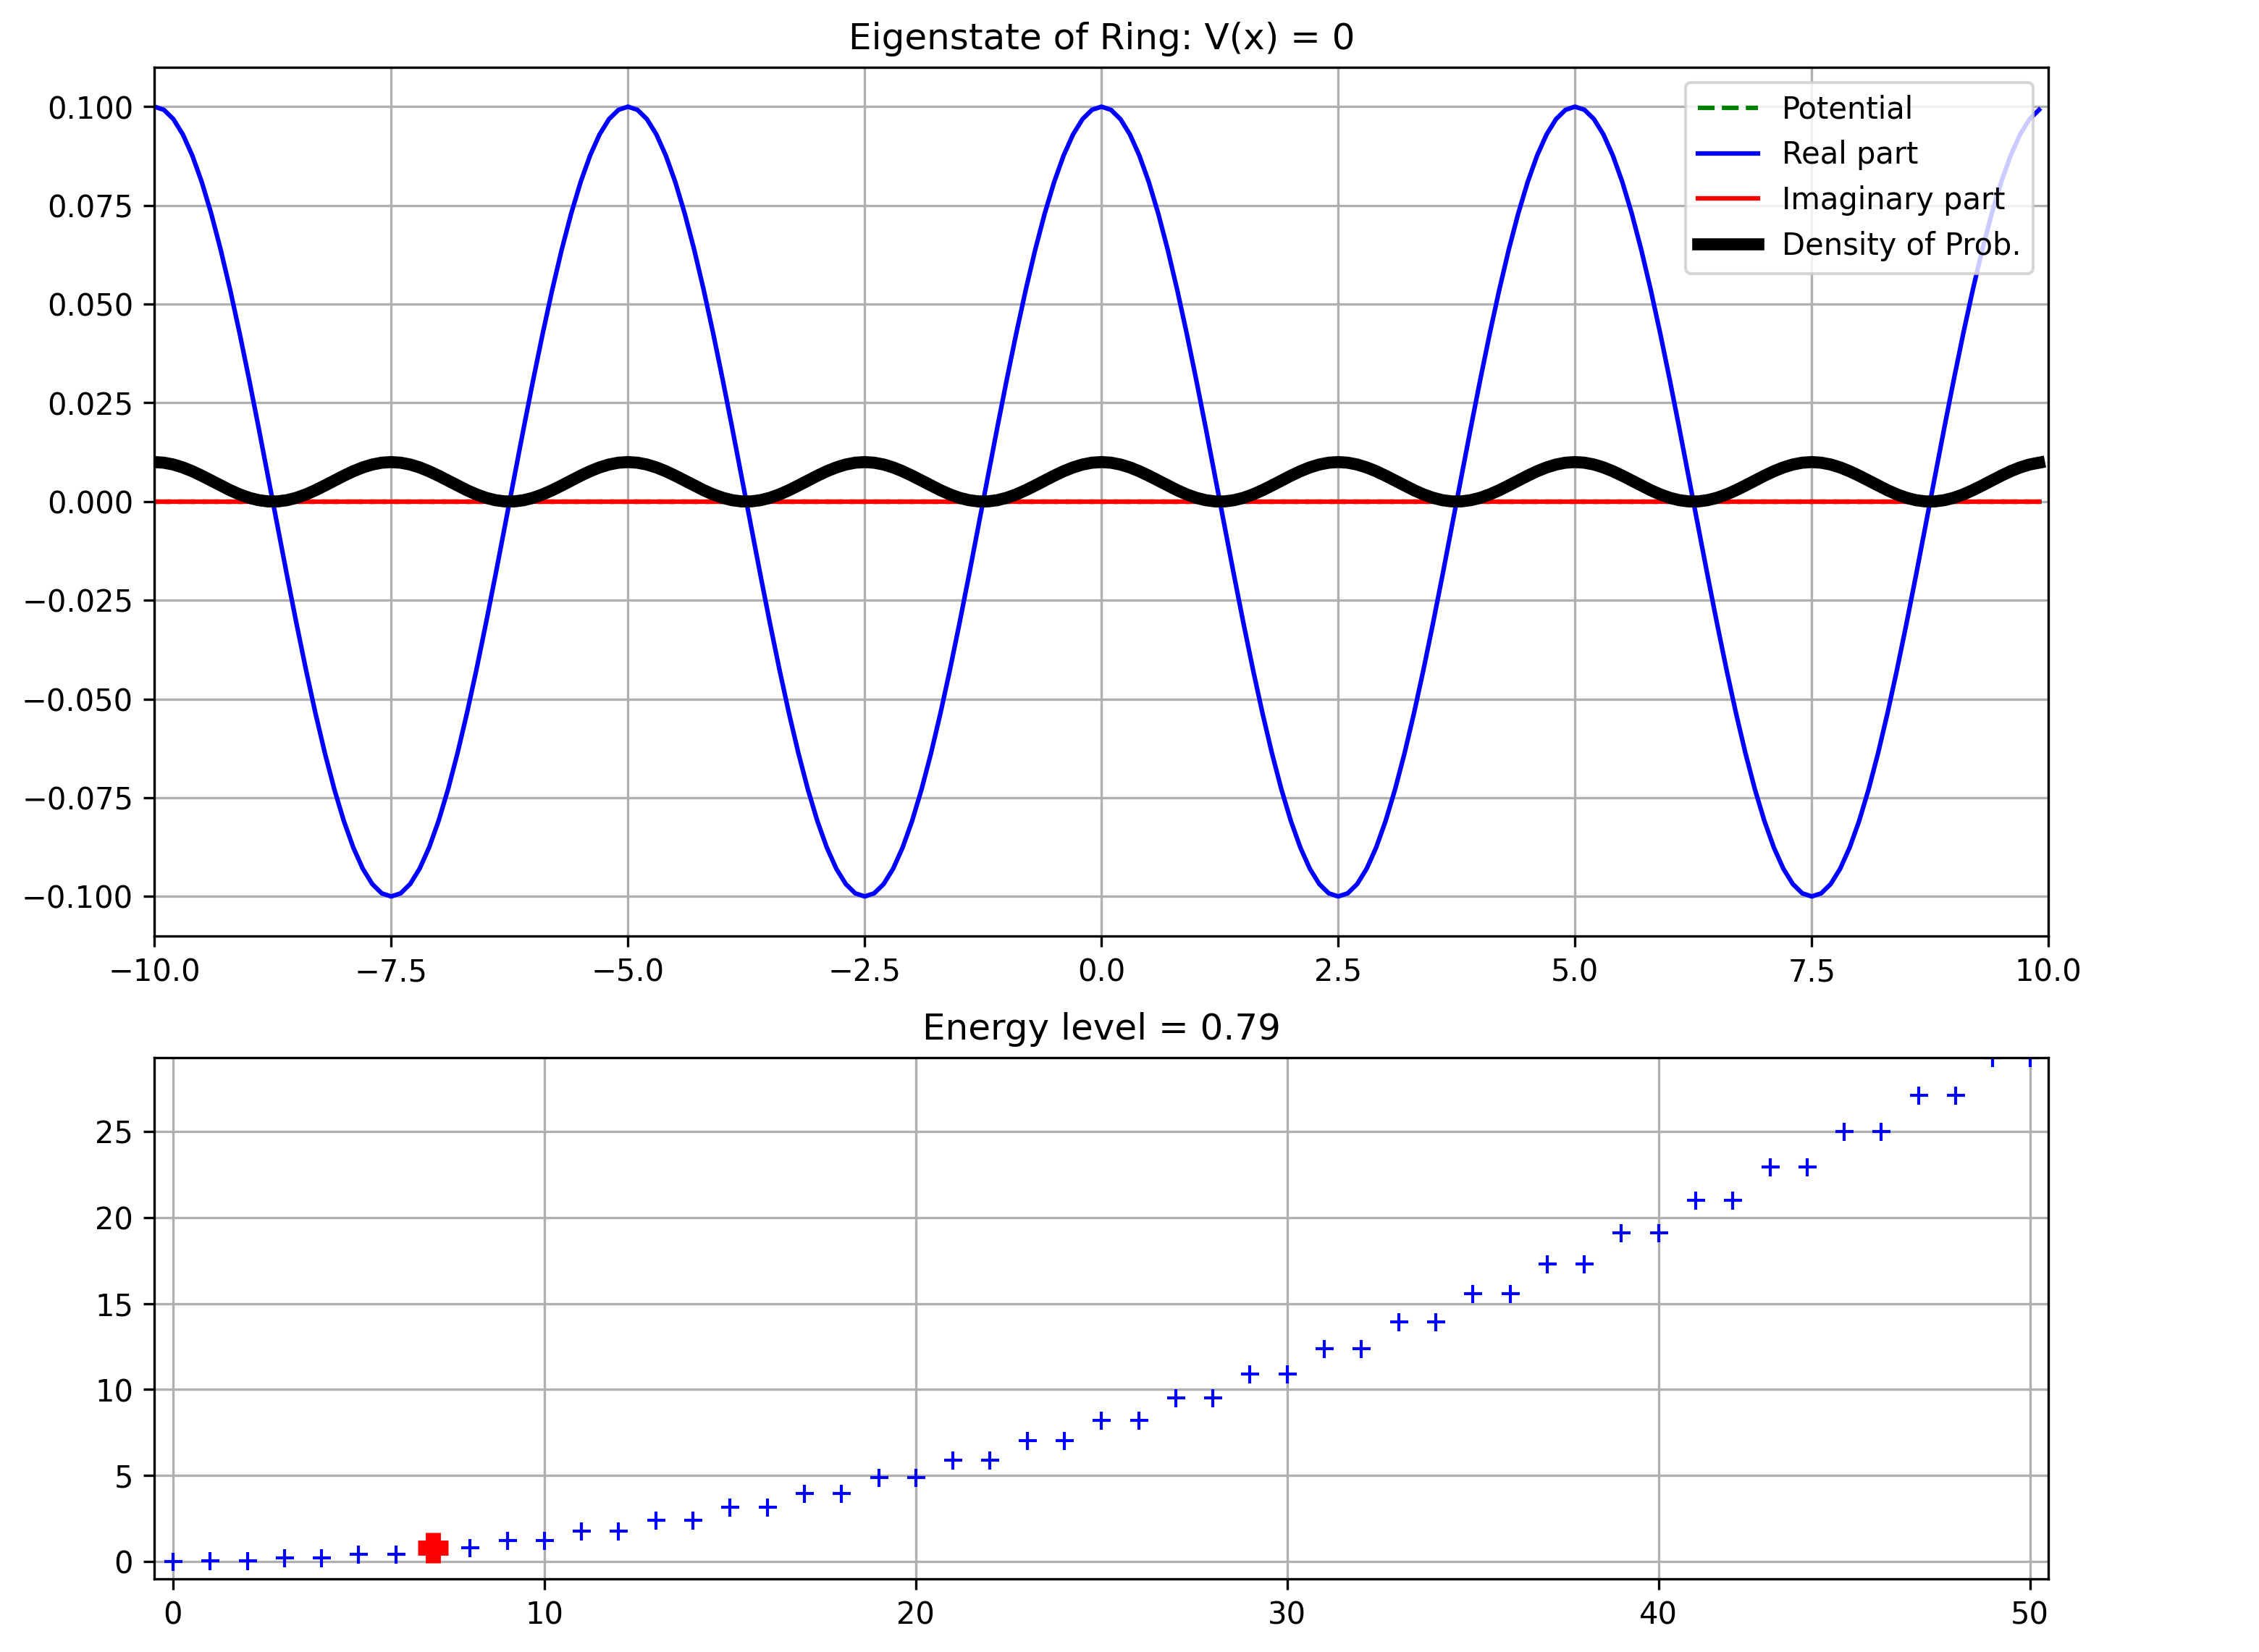 Eigenstate of Ring: V(x) = 0
0.100
0.075
0.050
0.025
0.000
−0.025
−0.050
−0.075
−0.100
Potential
Real part
Imaginary part
Density of Prob.
−10.0 −7.5 −5.0 −2.5 0.0 2.5 5.0 7.5 10.0
Energy level = 0.79
25
20
15
10
5
0
0 10 20 30 40 50